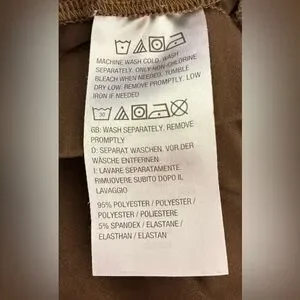 MACHINE WASH COLD. WASH
SEPARATELY. ONLY NON-CHLORINE
BLEACH WHEN NEEDED. TUMBLE
DRY LOW. REMOVE PROMPTLY. LOW
IRON IF NEEDED
30
GB: WASH SEPARATELY. REMOVE
PROMPTLY
D: SEPARAT WASCHEN. VOR DER
WÄSCHE ENTFERNEN
I: LAVARE SEPARATAMENTE.
RIMUOVERE SUBITO DOPO IL
LAVAGGIO
95% POLYESTER / POLYESTER /
POLYESTER / POLIESTERE
5% SPANDEX / ELASTANE /
ELASTHAN / ELASTAN